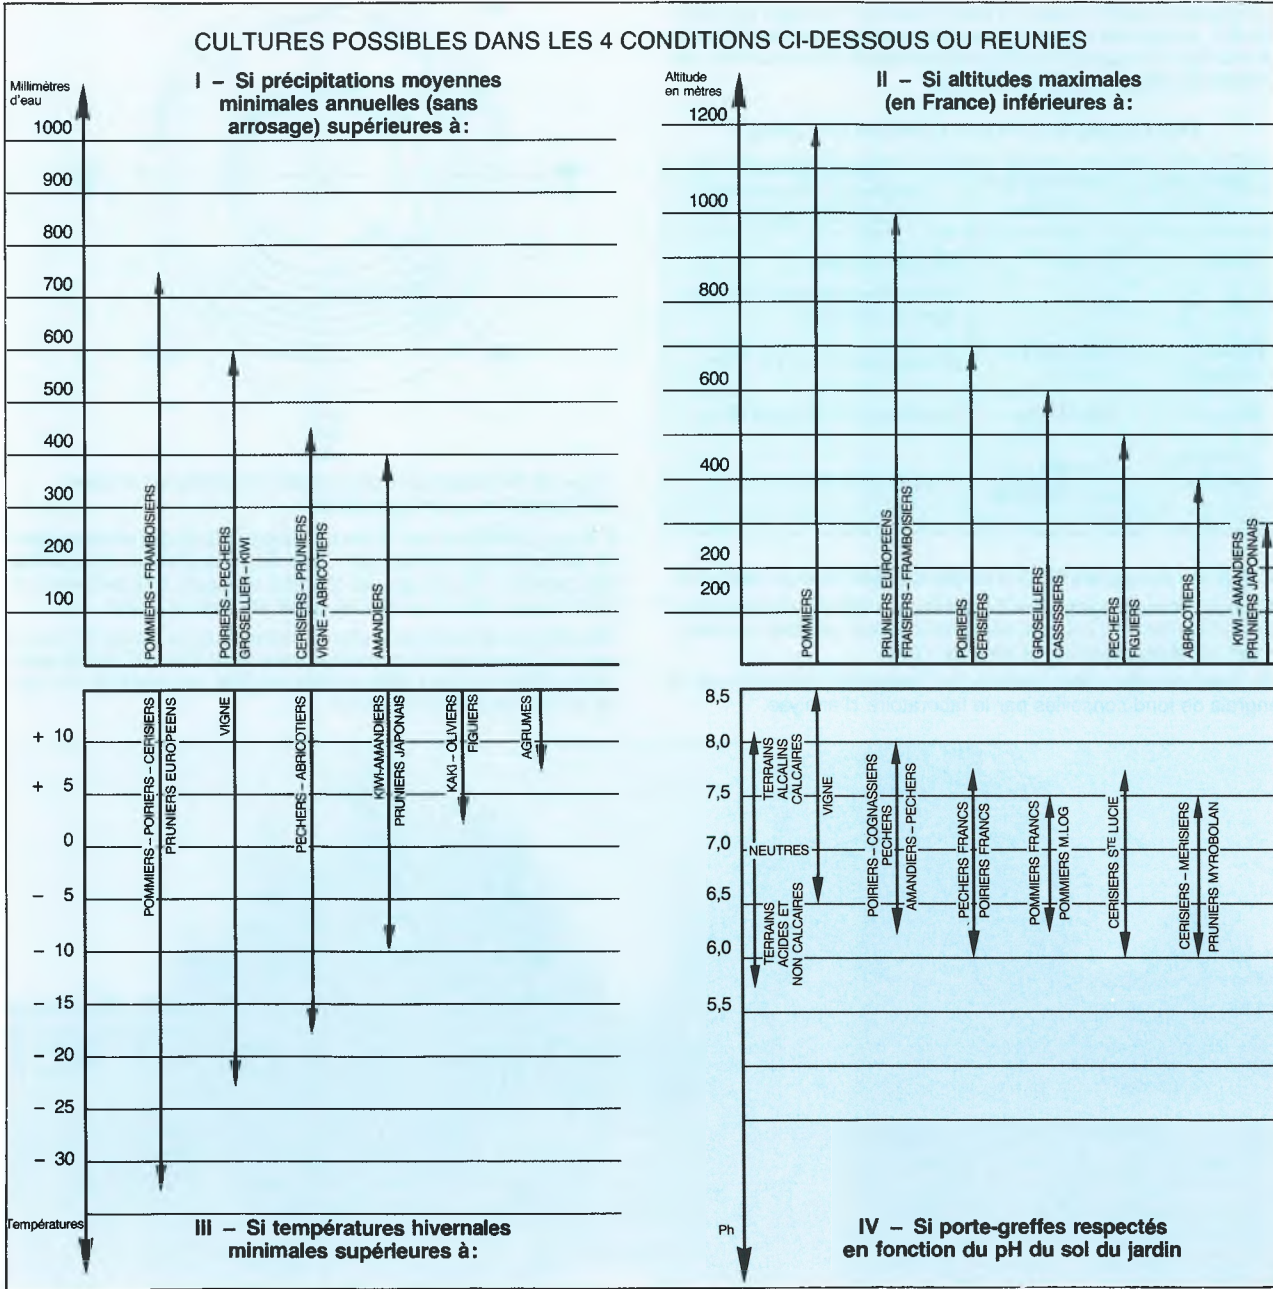 CULTURES POSSIBLES DANS LES 4 CONDITIONS CI-DESSOUS OU REUNIES
Millimètres
d'eau
I – Si précipitations moyennes
minimales annuelles (sans
arrosage) supérieures à:
1000
900
800
700
600
500
400
300
200
100
POMMIERS – FRAMBOISIERS
POIRIERS – PECHERS
GROSEILLIER – KIWI
CERISIERS – PRUNIERS
VIGNE – ABRICOTIERS
AMANDIERS
Altitude
en mètres
II – Si altitudes maximales
(en France) inférieures à:
1200
1000
800
600
400
200
200
POMMIERS
PRUNIERS EUROPEENS
FRAISIERS – FRAMBOISIERS
POIRIERS
CERISIERS
GROSEILLIERS
CASSISSIERS
PECHERS
FIGUIERS
ABRICOTIERS
KIWI – AMANDIERS
PRUNIERS JAPONNAIS
+ 10
+ 5
0
– 5
– 10
– 15
– 20
– 25
– 30
Températures
POMMIERS – POIRIERS – CERISIERS
PRUNIERS EUROPEENS
VIGNE
PECHERS – ABRICOTIERS
KIWI-AMANDIERS
PRUNIERS JAPONAIS
KAKI – OLIVIERS
FIGUIERS
AGRUMES
III – Si températures hivernales
minimales supérieures à:
8,5
8,0
7,5
7,0
6,5
6,0
5,5
Ph
TERRAINS
ALCALINS
CALCAIRES
NEUTRES
TERRAINS
ACIDES ET
NON CALCAIRES
VIGNE
POIRIERS – COGNASSIERS
PECHERS
AMANDIERS – PECHERS
PECHERS FRANCS
POIRIERS FRANCS
POMMIERS FRANCS
POMMIERS M.LOG
CERISIERS STE LUCIE
CERISIERS – MERISIERS
PRUNIERS MYROBOLAN
IV – Si porte-greffes respectés
en fonction du pH du sol du jardin